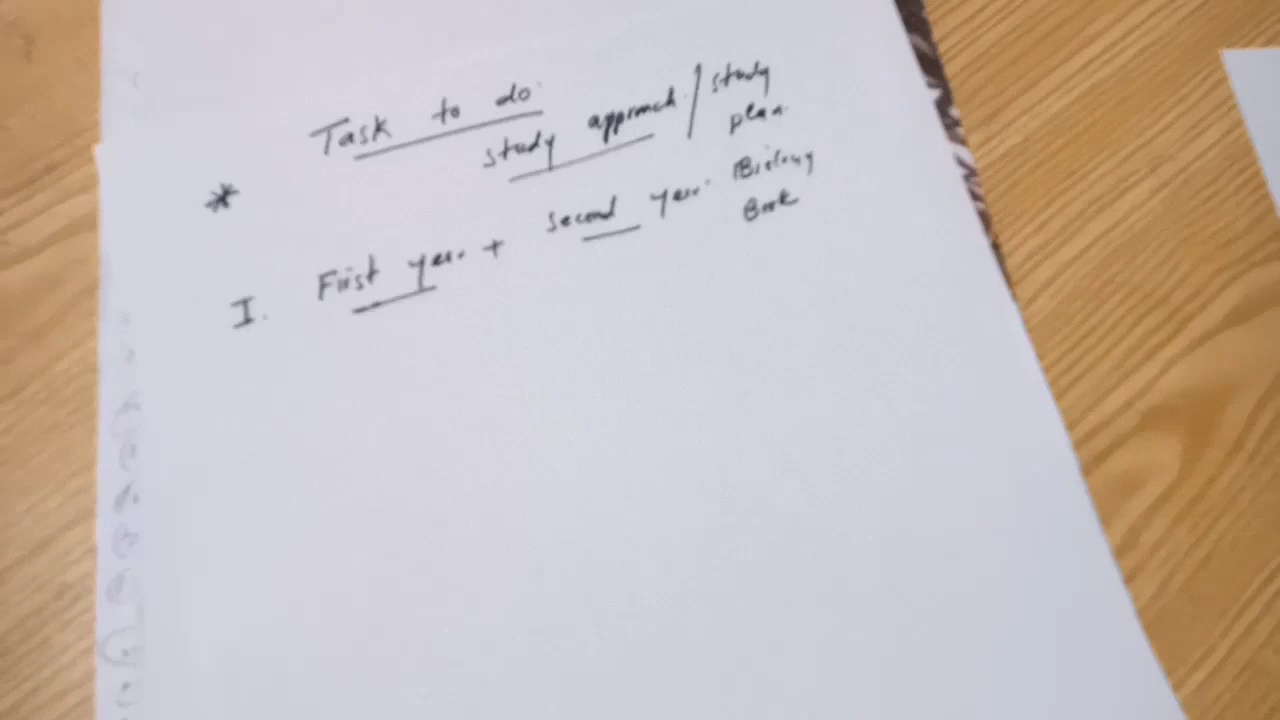 Task to do
* study approach / study plan
I. First year + second year Biology Book